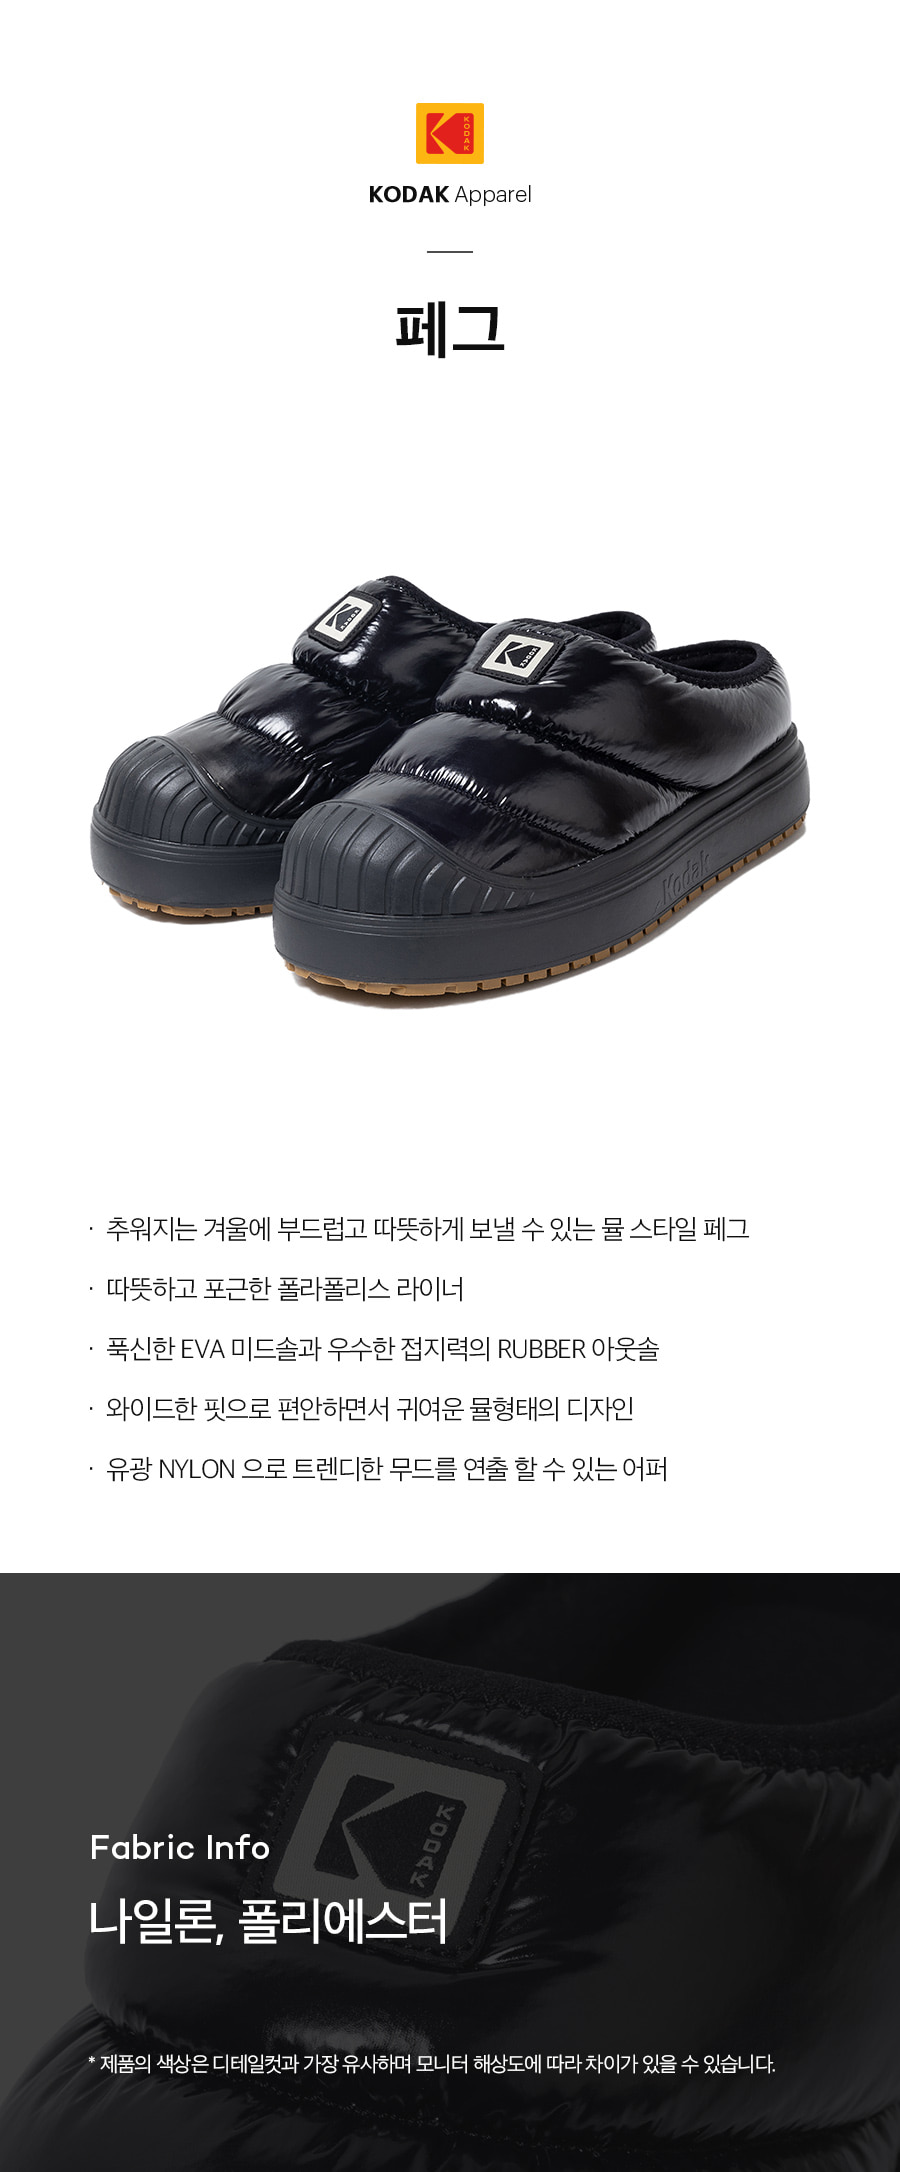 KODAK
KODAK Apparel
페그
KODAK
KODAK
Kodak
· 추워지는 겨울에 부드럽고 따뜻하게 보낼 수 있는 뮬 스타일 페그
· 따뜻하고 포근한 폴라폴리스 라이너
· 푹신한 EVA 미드솔과 우수한 접지력의 RUBBER 아웃솔
· 와이드한 핏으로 편안하면서 귀여운 뮬형태의 디자인
· 유광 NYLON 으로 트렌디한 무드를 연출 할 수 있는 어퍼
KODAK
Fabric Info
나일론, 폴리에스터
* 제품의 색상은 디테일컷과 가장 유사하며 모니터 해상도에 따라 차이가 있을 수 있습니다.